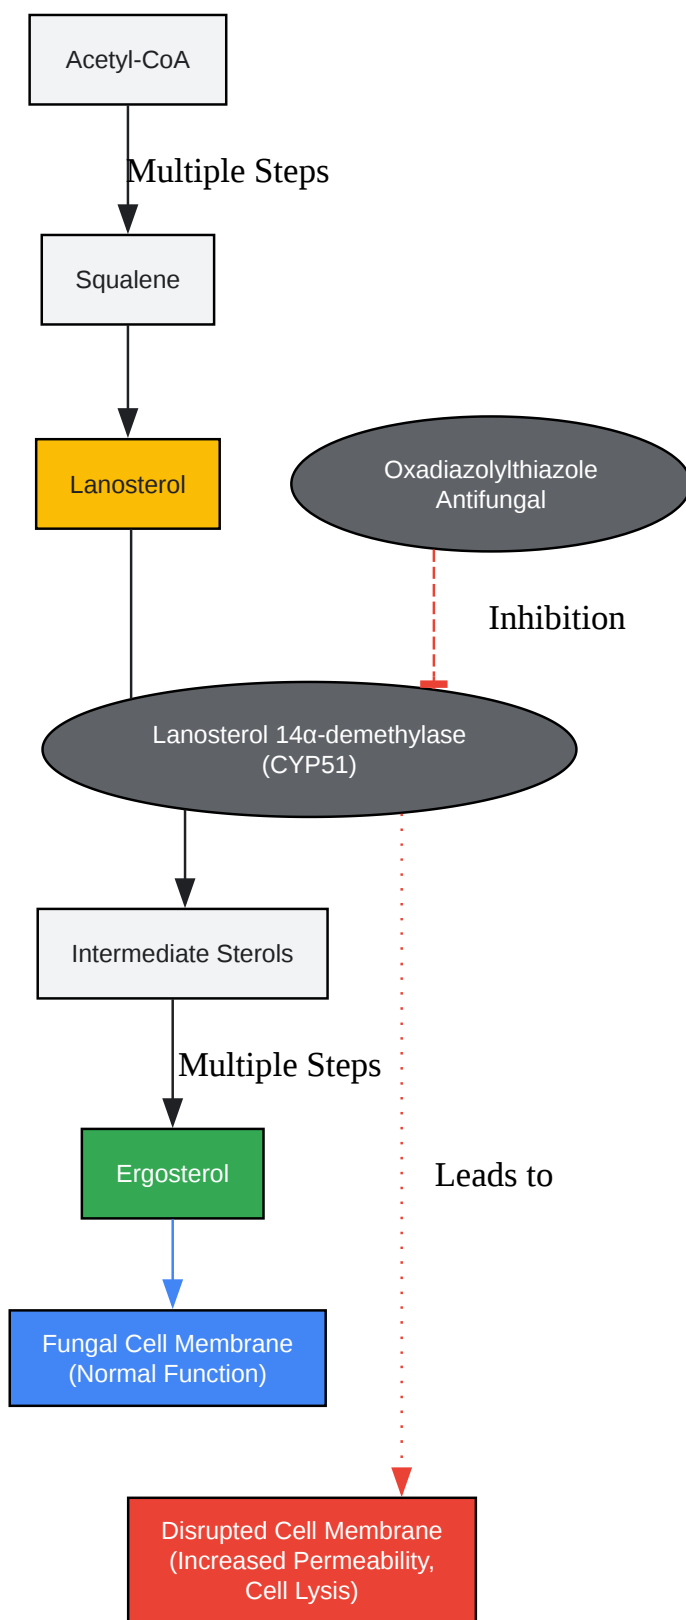 Acetyl-CoA
Multiple Steps
Squalene
Lanosterol
Oxadiazolylthiazole
Antifungal
Inhibition
Lanosterol 14α-demethylase
(CYP51)
Intermediate Sterols
Multiple Steps
Ergosterol
Leads to
Fungal Cell Membrane
(Normal Function)
Disrupted Cell Membrane
(Increased Permeability,
Cell Lysis)